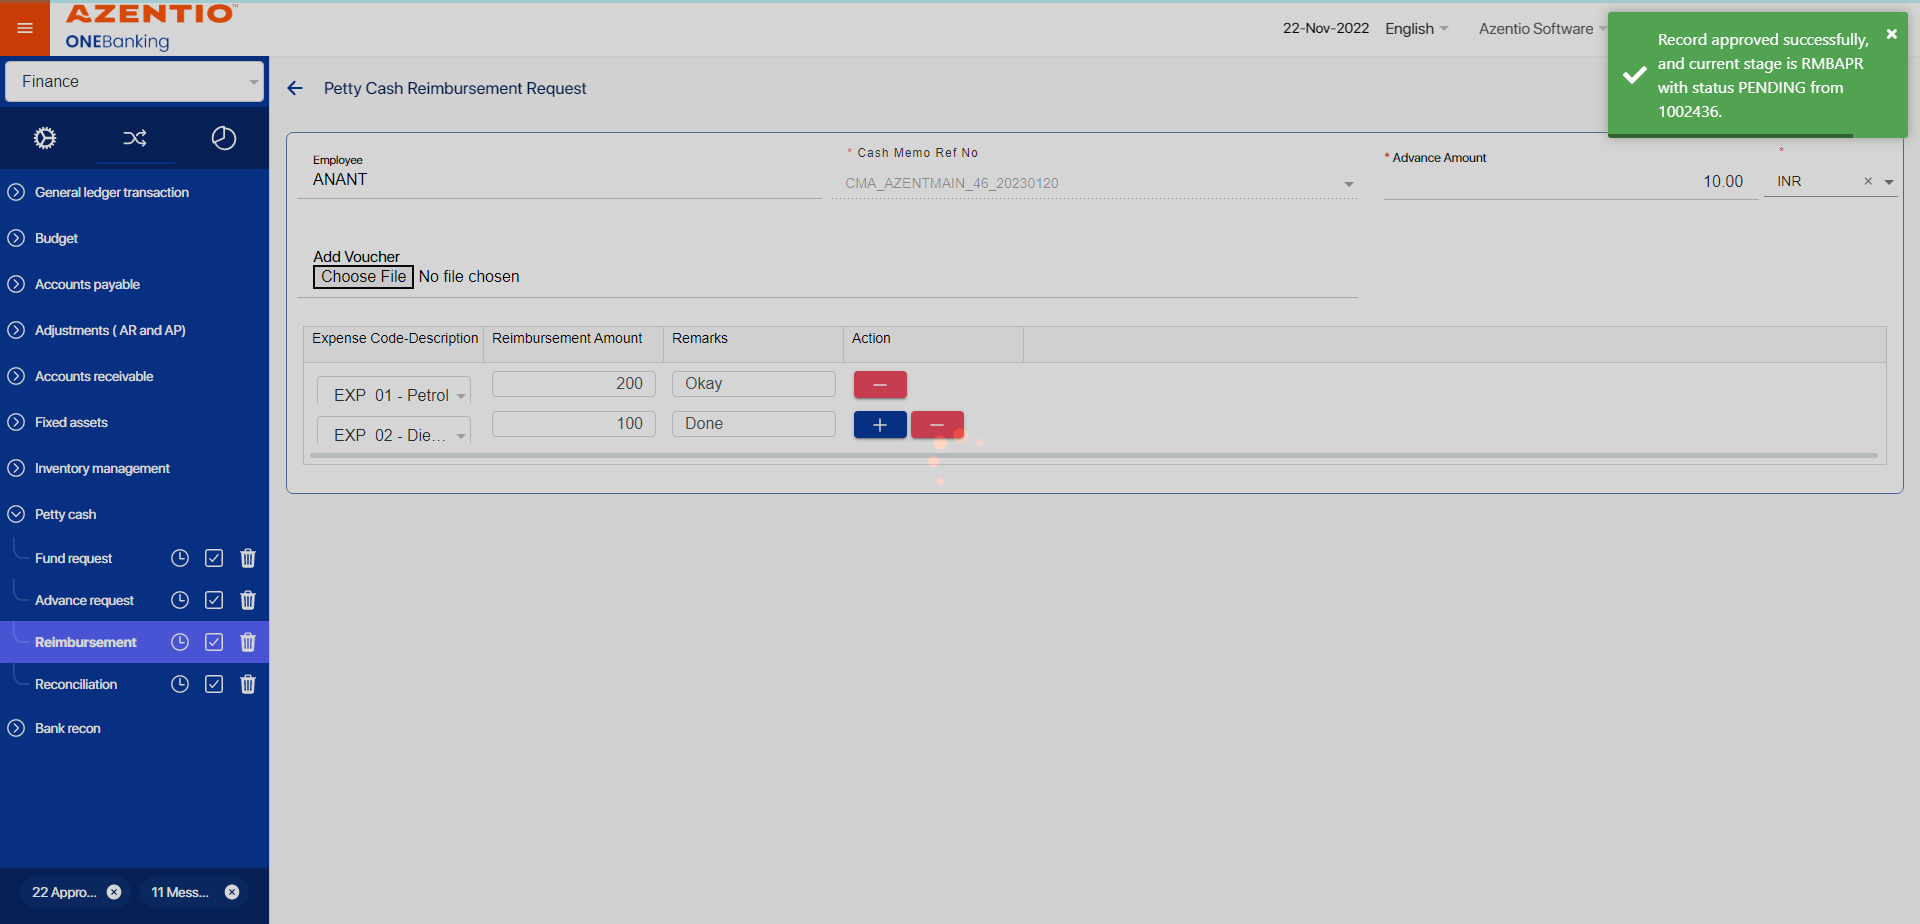 AZENTIO™
ONEBanking
22-Nov-2022 English Azentio Software
Record approved successfully,
and current stage is RMBAPR
with status PENDING from
1002436.
Finance
Petty Cash Reimbursement Request
Employee
ANANT
* Cash Memo Ref No
CMA_AZENTMAIN_46_20230120
* Advance Amount
10.00
*
INR
Add Voucher
Choose File No file chosen
Expense Code-Description Reimbursement Amount Remarks Action
EXP 01 - Petrol 200 Okay
EXP 02 - Die... 100 Done
General ledger transaction
Budget
Accounts payable
Adjustments ( AR and AP)
Accounts receivable
Fixed assets
Inventory management
Petty cash
Fund request
Advance request
Reimbursement
Reconciliation
Bank recon
22 Appro... 11 Mess...